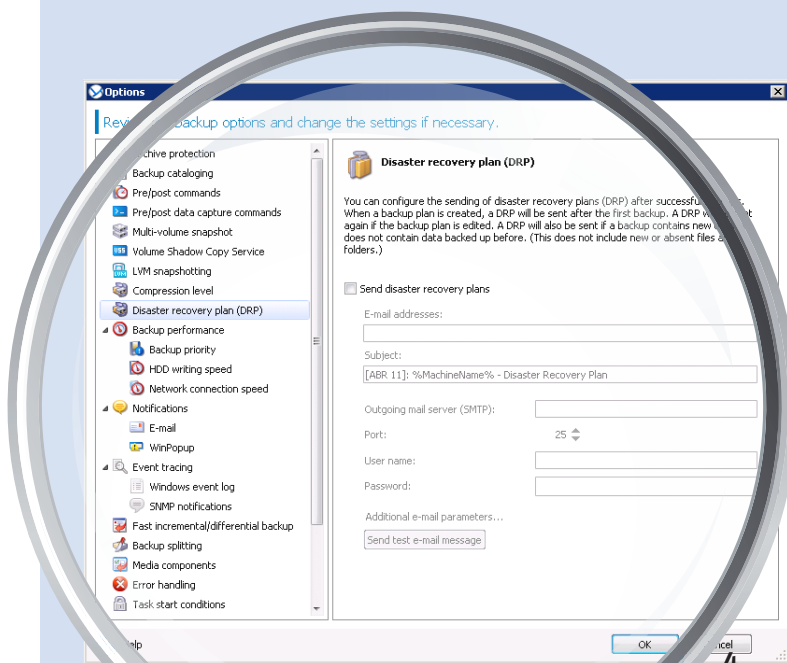 Options
Review backup options and change the settings if necessary.
Archive protection
Backup cataloging
Pre/post commands
Pre/post data capture commands
Multi-volume snapshot
VSS Volume Shadow Copy Service
LVM LVM snapshotting
Compression level
Disaster recovery plan (DRP)
Backup performance
Backup priority
HDD writing speed
Network connection speed
Notifications
E-mail
WinPopup
Event tracing
Windows event log
SNMP notifications
Fast incremental/differential backup
Backup splitting
Media components
Error handling
Task start conditions
Disaster recovery plan (DRP)
You can configure the sending of disaster recovery plans (DRP) after successful
When a backup plan is created, a DRP will be sent after the first backup. A DRP
again if the backup plan is edited. A DRP will also be sent if a backup contains new
does not contain data backed up before. (This does not include new or absent files
folders.)
Send disaster recovery plans
E-mail addresses:
Subject:
[ABR 11]: %MachineName% - Disaster Recovery Plan
Outgoing mail server (SMTP):
Port: 25
User name:
Password:
Additional e-mail parameters...
Send test e-mail message
Help
OK
Cancel